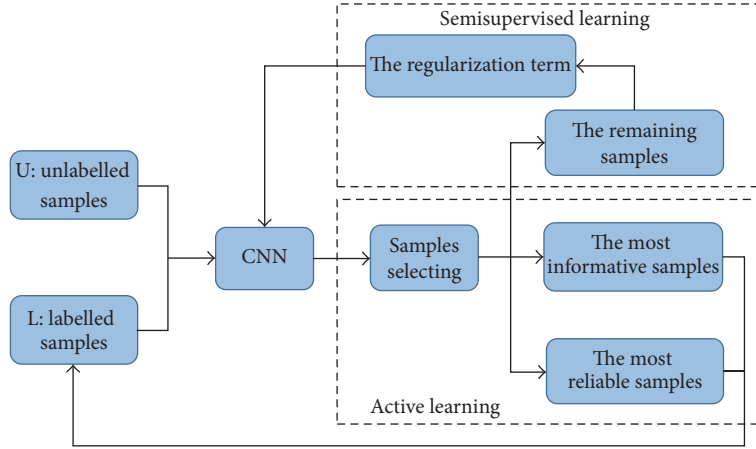 Semisupervised learning
The regularization term
The remaining
samples
U: unlabelled
samples
CNN
Samples
selecting
The most
informative samples
L: labelled
samples
The most
reliable samples
Active learning